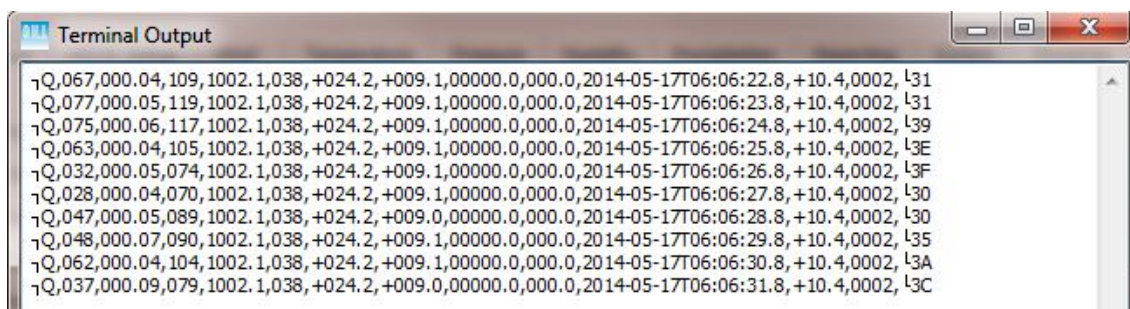 Terminal Output
┐Q,067,000.04,109,1002.1,038,+024.2,+009.1,00000.0,000.0,2014-05-17T06:06:22.8,+10.4,0002,└31
┐Q,077,000.05,119,1002.1,038,+024.2,+009.1,00000.0,000.0,2014-05-17T06:06:23.8,+10.4,0002,└31
┐Q,075,000.06,117,1002.1,038,+024.2,+009.1,00000.0,000.0,2014-05-17T06:06:24.8,+10.4,0002,└39
┐Q,063,000.04,105,1002.1,038,+024.2,+009.1,00000.0,000.0,2014-05-17T06:06:25.8,+10.4,0002,└3E
┐Q,032,000.05,074,1002.1,038,+024.2,+009.1,00000.0,000.0,2014-05-17T06:06:26.8,+10.4,0002,└3F
┐Q,028,000.04,070,1002.1,038,+024.2,+009.1,00000.0,000.0,2014-05-17T06:06:27.8,+10.4,0002,└30
┐Q,047,000.05,089,1002.1,038,+024.2,+009.0,00000.0,000.0,2014-05-17T06:06:28.8,+10.4,0002,└30
┐Q,048,000.07,090,1002.1,038,+024.2,+009.1,00000.0,000.0,2014-05-17T06:06:29.8,+10.4,0002,└35
┐Q,062,000.04,104,1002.1,038,+024.2,+009.1,00000.0,000.0,2014-05-17T06:06:30.8,+10.4,0002,└3A
┐Q,037,000.09,079,1002.1,038,+024.2,+009.0,00000.0,000.0,2014-05-17T06:06:31.8,+10.4,0002,└3C